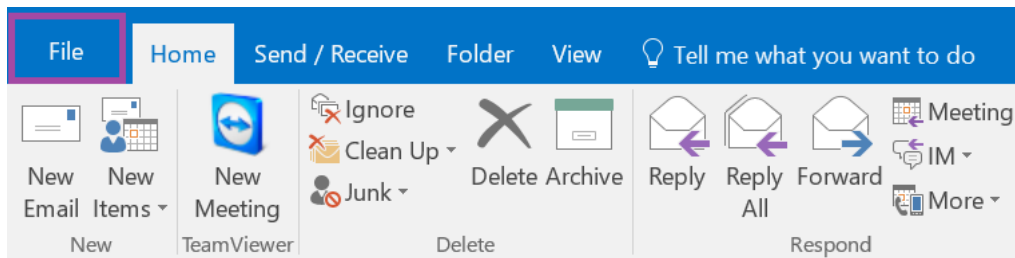 File Home Send / Receive Folder View Tell me what you want to do
Ignore Meeting
Clean Up IM
Junk More
New Email
New Items
New Meeting
Delete Archive Reply
Reply All
Forward
New TeamViewer Delete Respond